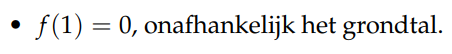 • f(1) = 0, onafhankelijk het grondtal.